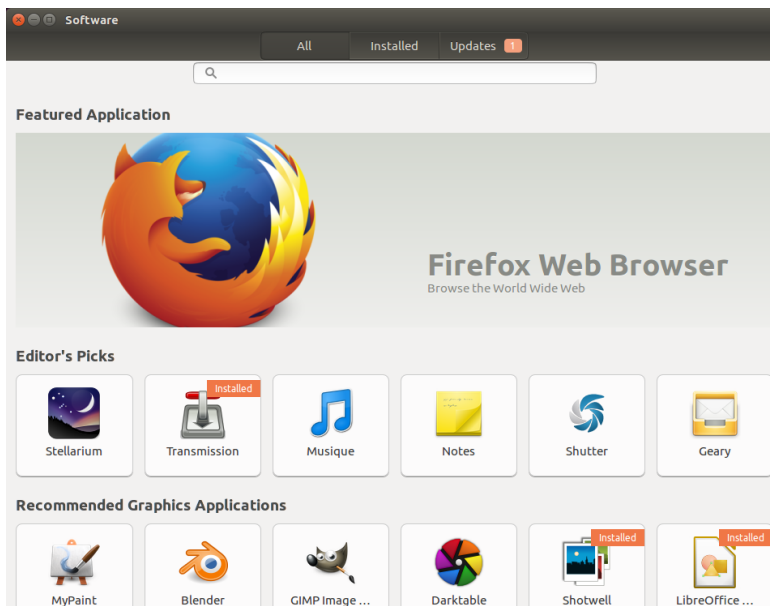 Software
All Installed Updates 1
Featured Application
Firefox Web Browser
Browse the World Wide Web
Editor's Picks
Installed
Stellarium Transmission Musique Notes Shutter Geary
Recommended Graphics Applications
Installed Installed
MyPaint Blender GIMP Image ... Darktable Shotwell LibreOffice ...